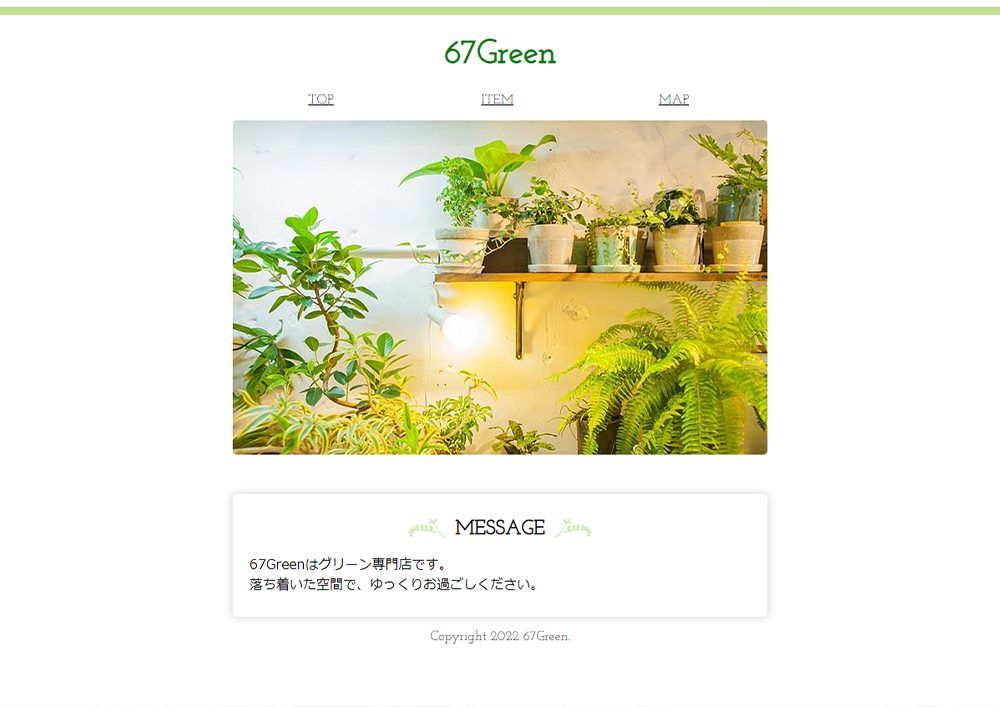 67Green
TOP ITEM MAP
MESSAGE
67Greenはグリーン専門店です。
落ち着いた空間で、ゆっくりお過ごしください。
Copyright 2022 67Green.